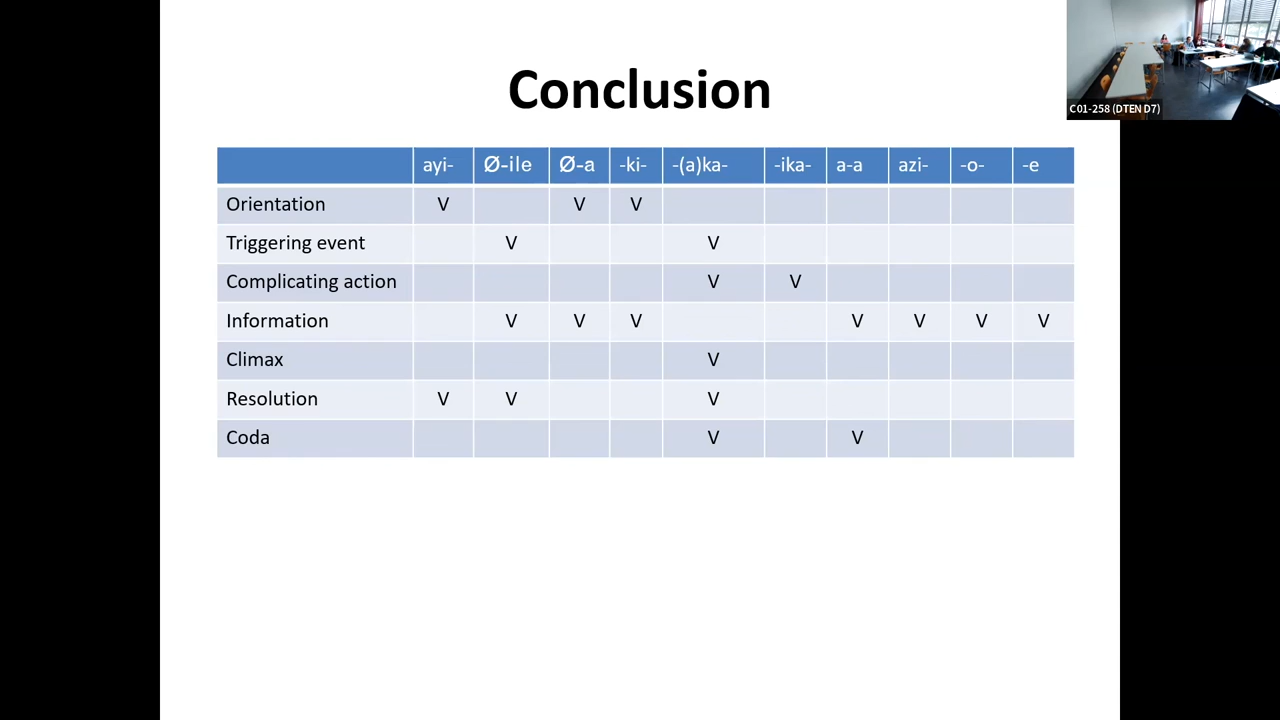 Conclusion
C01-258 (DTEN D7)
ayi- Ø-ile Ø-a -ki- -(a)ka- -ika- a-a azi- -o- -e
Orientation V V V
Triggering event V V
Complicating action V V
Information V V V V V V V
Climax V
Resolution V V V
Coda V V